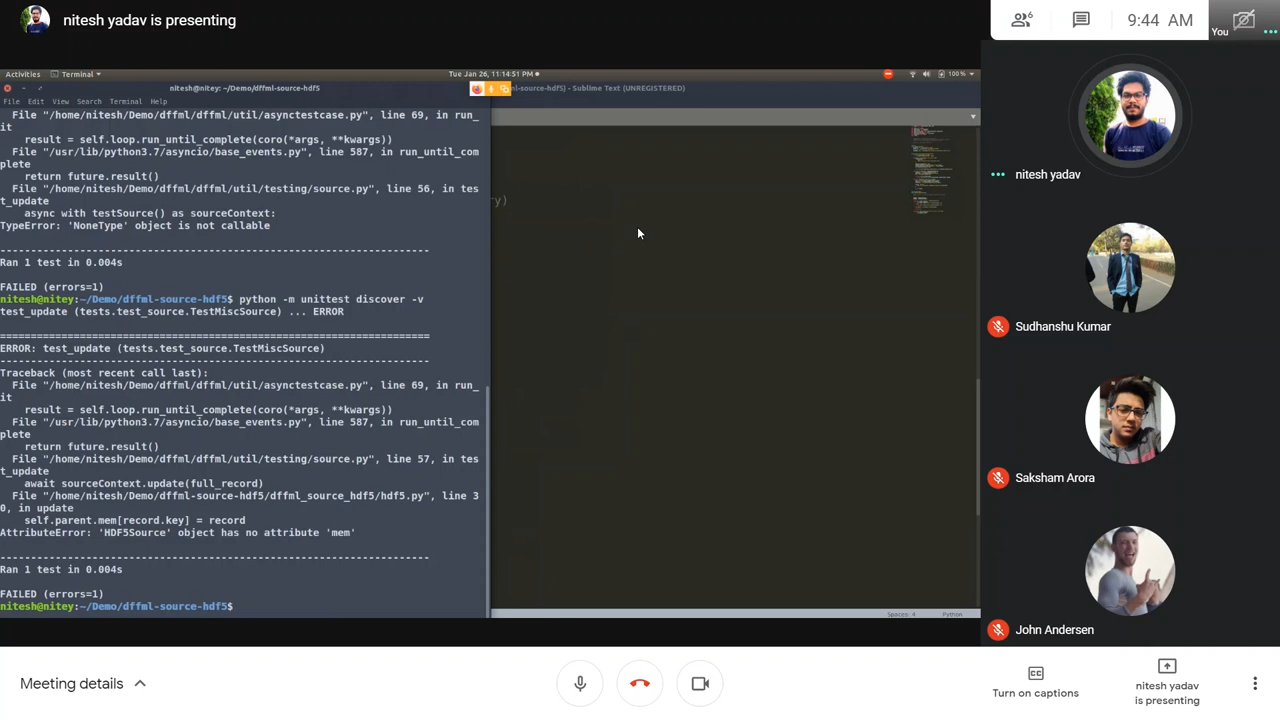 nitesh yadav is presenting
6
9:44 AM
You
Activities
Terminal
Tue Jan 26, 11:14:51 PM
100%
nitesh@nitey: ~/Demo/dffml-source-hdf5
ml-source-hdf5) - Sublime Text (UNREGISTERED)
File Edit View Search Terminal Help
File "/home/nitesh/Demo/dffml/dffml/util/asynctestcase.py", line 69, in run_
it
result = self.loop.run_until_complete(coro(*args, **kwargs))
File "/usr/lib/python3.7/asyncio/base_events.py", line 587, in run_until_com
plete
return future.result()
File "/home/nitesh/Demo/dffml/dffml/util/testing/source.py", line 56, in tes
t_update
async with testSource() as sourceContext:
TypeError: 'NoneType' object is not callable
----------------------------------------------------------------------
Ran 1 test in 0.004s
FAILED (errors=1)
nitesh@nitey:~/Demo/dffml-source-hdf5$ python -m unittest discover -v
test_update (tests.test_source.TestMiscSource) ... ERROR
======================================================================
ERROR: test_update (tests.test_source.TestMiscSource)
----------------------------------------------------------------------
Traceback (most recent call last):
File "/home/nitesh/Demo/dffml/dffml/util/asynctestcase.py", line 69, in run_
it
result = self.loop.run_until_complete(coro(*args, **kwargs))
File "/usr/lib/python3.7/asyncio/base_events.py", line 587, in run_until_com
plete
return future.result()
File "/home/nitesh/Demo/dffml/dffml/util/testing/source.py", line 57, in tes
t_update
await sourceContext.update(full_record)
File "/home/nitesh/Demo/dffml-source-hdf5/dffml_source_hdf5/hdf5.py", line 3
0, in update
self.parent.mem[record.key] = record
AttributeError: 'HDF5Source' object has no attribute 'mem'
----------------------------------------------------------------------
Ran 1 test in 0.004s
FAILED (errors=1)
nitesh@nitey:~/Demo/dffml-source-hdf5$
ry)
Spaces: 4
Python
nitesh yadav
Sudhanshu Kumar
Saksham Arora
John Andersen
Meeting details
Turn on captions
nitesh yadav
is presenting